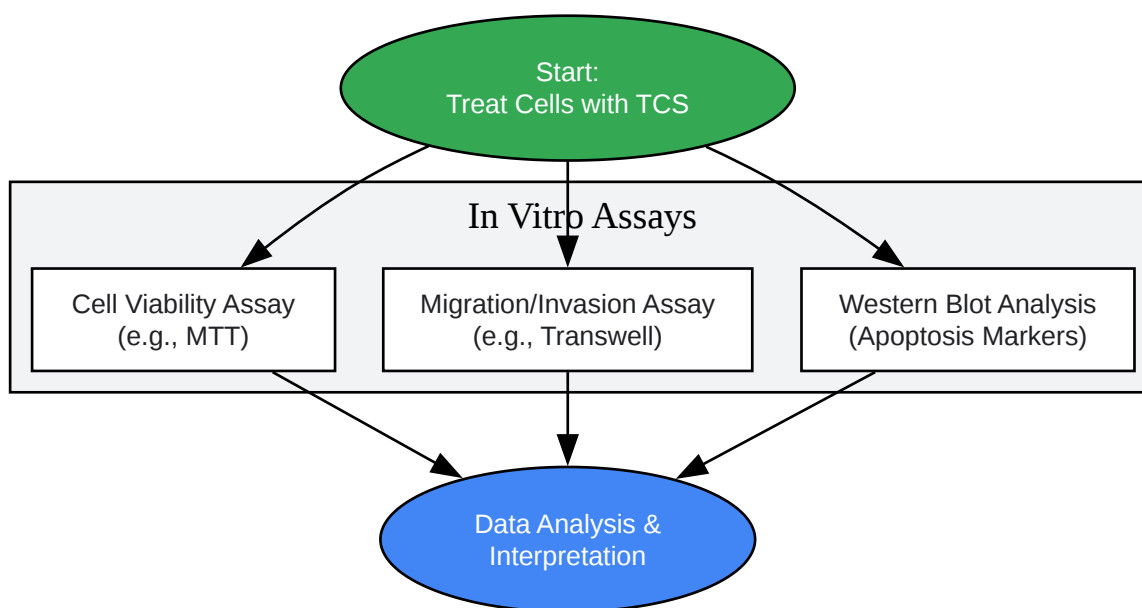 Start:
Treat Cells with TCS
In Vitro Assays
Cell Viability Assay
(e.g., MTT)
Migration/Invasion Assay
(e.g., Transwell)
Western Blot Analysis
(Apoptosis Markers)
Data Analysis &
Interpretation